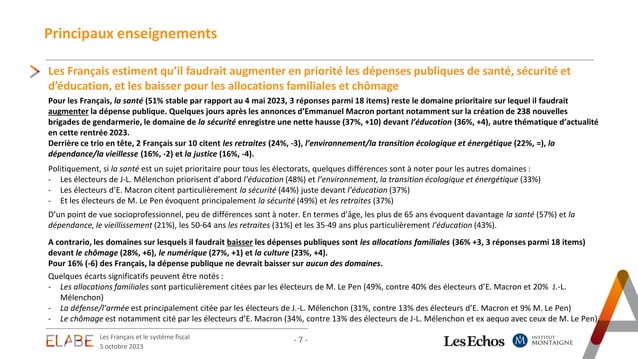 Principaux enseignements
Les Français estiment qu’il faudrait augmenter en priorité les dépenses publiques de santé, sécurité et
d’éducation, et les baisser pour les allocations familiales et chômage
Pour les Français, la santé (51% stable par rapport au 4 mai 2023, 3 réponses parmi 18 items) reste le domaine prioritaire sur lequel il faudrait
augmenter la dépense publique. Quelques jours après les annonces d’Emmanuel Macron portant notamment sur la création de 238 nouvelles
brigades de gendarmerie, le domaine de la sécurité enregistre une nette hausse (37%, +10) devant l’éducation (36%, +4), autre thématique d’actualité
en cette rentrée 2023.
Derrière ce trio en tête, 2 Français sur 10 citent les retraites (24%, -3), l’environnement/la transition écologique et énergétique (22%, =), la
dépendance/la vieillesse (16%, -2) et la justice (16%, -4).
Politiquement, si la santé est un sujet prioritaire pour tous les électorats, quelques différences sont à noter pour les autres domaines :
- Les électeurs de J-L. Mélenchon priorisent d’abord l’éducation (48%) et l’environnement, la transition écologique et énergétique (33%)
- Les électeurs d’E. Macron citent particulièrement la sécurité (44%) juste devant l’éducation (37%)
- Et les électeurs de M. Le Pen évoquent principalement la sécurité (49%) et les retraites (37%)
D’un point de vue socioprofessionnel, peu de différences sont à noter. En termes d’âge, les plus de 65 ans évoquent davantage la santé (57%) et la
dépendance, le vieillissement (21%), les 50-64 ans les retraites (31%) et les 35-49 ans plus particulièrement l’éducation (43%).
A contrario, les domaines sur lesquels il faudrait baisser les dépenses publiques sont les allocations familiales (36% +3, 3 réponses parmi 18 items)
devant le chômage (28%, +6), le numérique (27%, +1) et la culture (23%, +4).
Pour 16% (-6) des Français, la dépense publique ne devrait baisser sur aucun des domaines.
Quelques écarts significatifs peuvent être notés :
- Les allocations familiales sont particulièrement citées par les électeurs de M. Le Pen (49%, contre 40% des électeurs d’E. Macron et 20% J.-L.
Mélenchon)
- La défense/l’armée est principalement citée par les électeurs de J.-L. Mélenchon (31%, contre 13% des électeurs d’E. Macron et 9% M. Le Pen)
- Le chômage est notamment cité par les électeurs d’E. Macron (34%, contre 13% des électeurs de J-L. Mélenchon et ex aequo avec ceux de M. Le Pen)
ELABE
Les Français et le système fiscal
5 octobre 2023
- 7 -
Les Echos
INSTITUT
MONTAIGNE